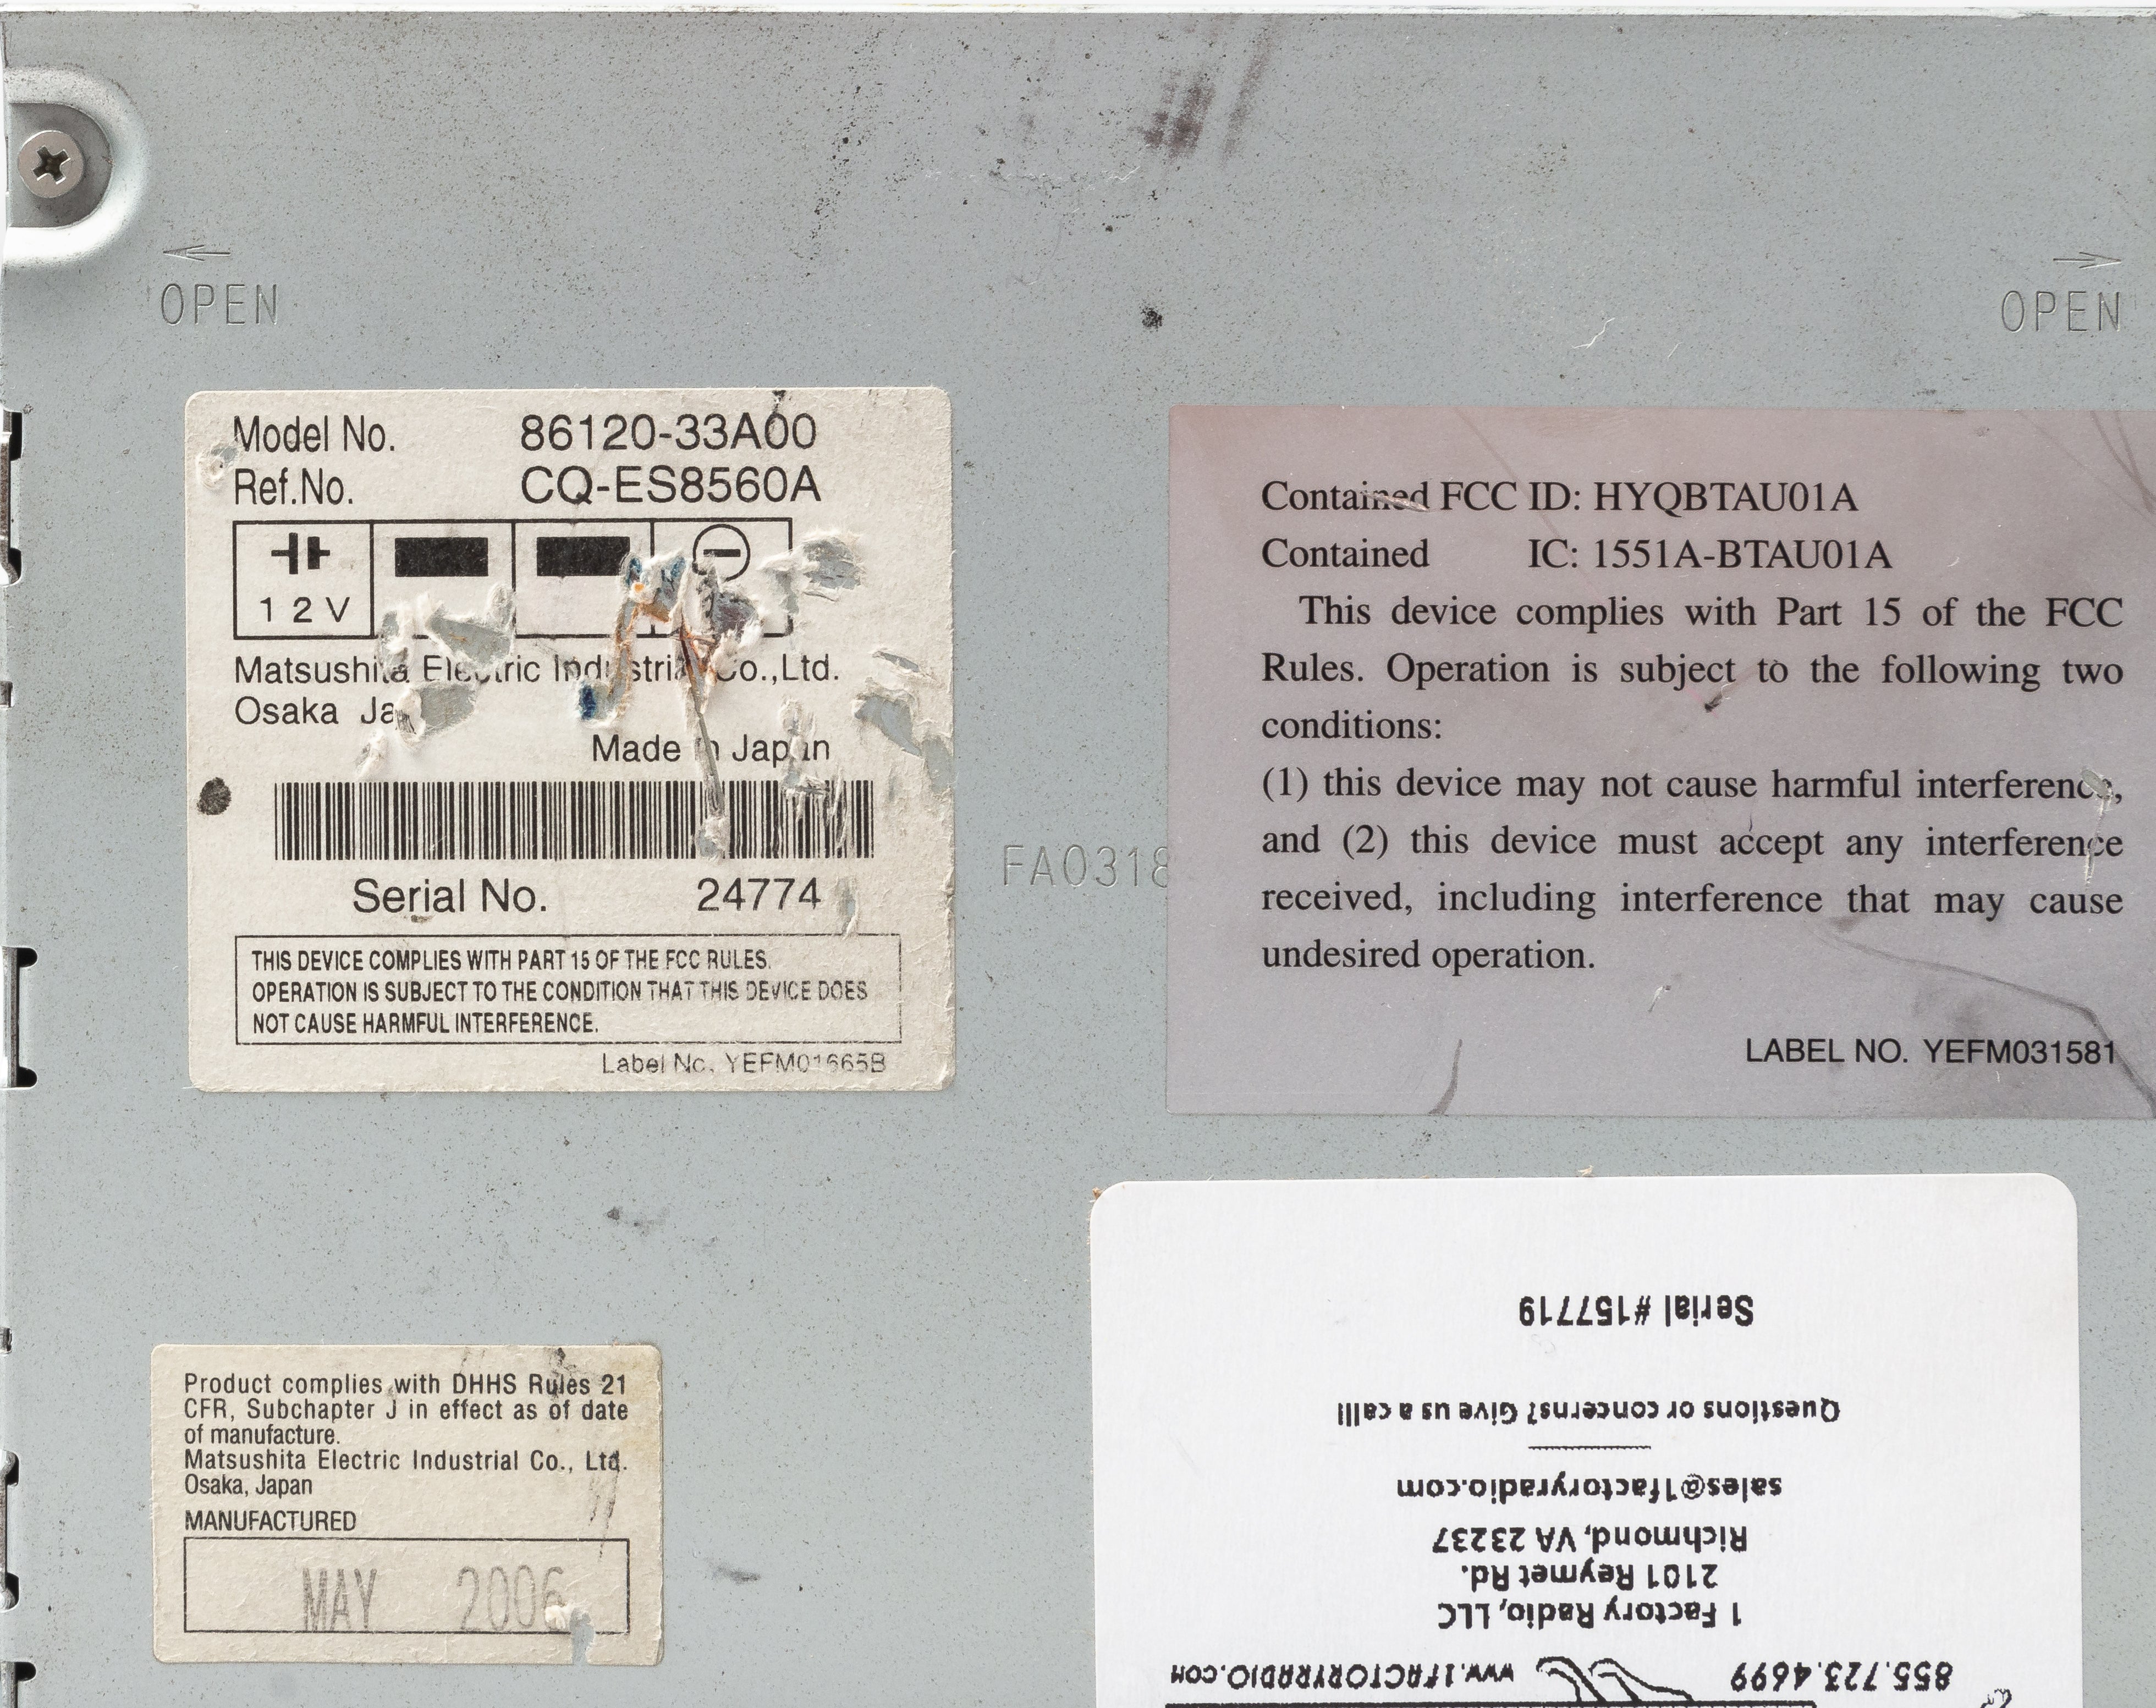 OPEN
OPEN
Model No. 86120-33A00
Ref.No. CQ-ES8560A
12V
Matsushita Electric Industrial Co.,Ltd.
Osaka Ja
Made in Japan
Serial No. 24774
THIS DEVICE COMPLIES WITH PART 15 OF THE FCC RULES.
OPERATION IS SUBJECT TO THE CONDITION THAT THIS DEVICE DOES
NOT CAUSE HARMFUL INTERFERENCE.
Label No. YEFM01665B
FA0318
Contained FCC ID: HYQBTAU01A
Contained IC: 1551A-BTAU01A
This device complies with Part 15 of the FCC
Rules. Operation is subject to the following two
conditions:
(1) this device may not cause harmful interference,
and (2) this device must accept any interference
received, including interference that may cause
undesired operation.
LABEL NO. YEFM031581
Product complies with DHHS Rules 21
CFR, Subchapter J in effect as of date
of manufacture.
Matsushita Electric Industrial Co., Ltd.
Osaka, Japan
MANUFACTURED
MAY 2006
855.723.4699 WWW.1FACTORYRADIO.COM
1 Factory Radio, LLC
2101 Reymet Rd.
Richmond, VA 23237
sales@1factoryradio.com
Questions or concerns? Give us a call!
Serial #157719